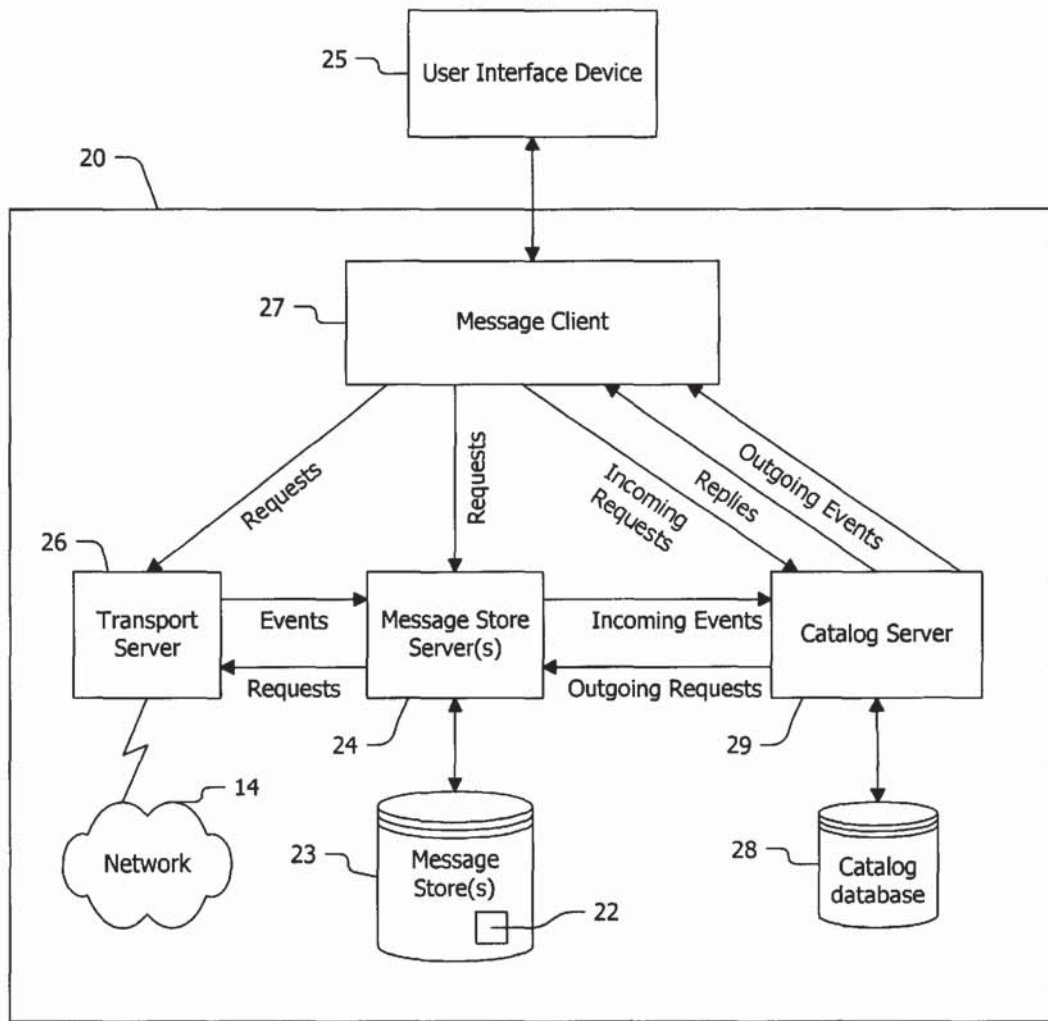 25
User Interface Device
20
27
Message Client
Requests
Requests
Incoming
Requests
Replies
Outgoing Events
26
Transport
Server
Events
Requests
Message Store
Server(s)
Incoming Events
Outgoing Requests
Catalog Server
24
29
14
Network
23
Message
Store(s)
22
28
Catalog
database